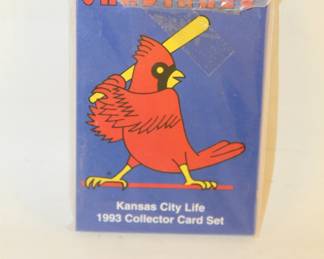 Kansas City Life
1993 Collector Card Set